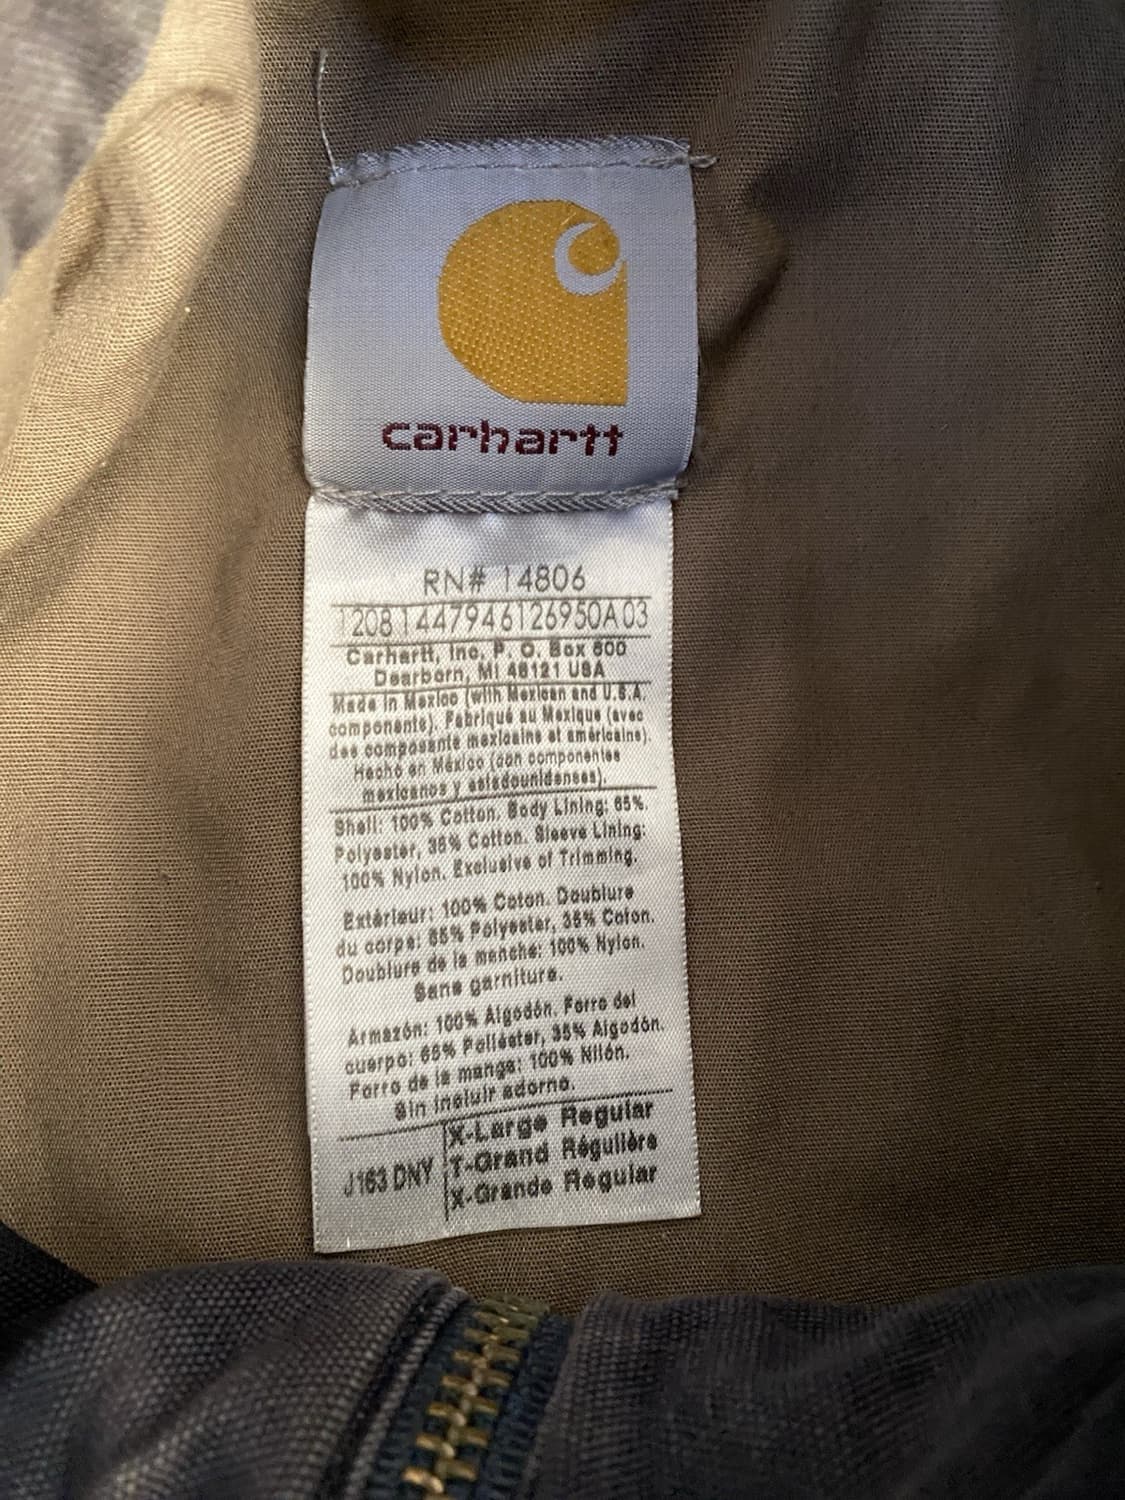 carhartt
RN# 14806
12081447946126950A03
Carhartt, Inc. P. O. Box 600
Dearborn, MI 48121 USA
Made in Mexico (with Mexican and U.S.A.
components). Fabriqué au Mexique (avec
des composants mexicains et américains).
Hecho en México (con componentes
mexicanos y estadounidenses).
Shell: 100% Cotton. Body Lining: 65%
Polyester, 35% Cotton. Sleeve Lining:
100% Nylon. Exclusive of Trimming.
Extérieur: 100% Coton. Doublure
du corps: 65% Polyester, 35% Coton.
Doublure de la manche: 100% Nylon.
Sans garniture.
Armazón: 100% Algodón. Forro del
cuerpo: 65% Poliéster, 35% Algodón.
Forro de la manga: 100% Nilón.
Sin incluir adorno.
J163 DNY
X-Large Regular
T-Grand Régulière
X-Grande Regular